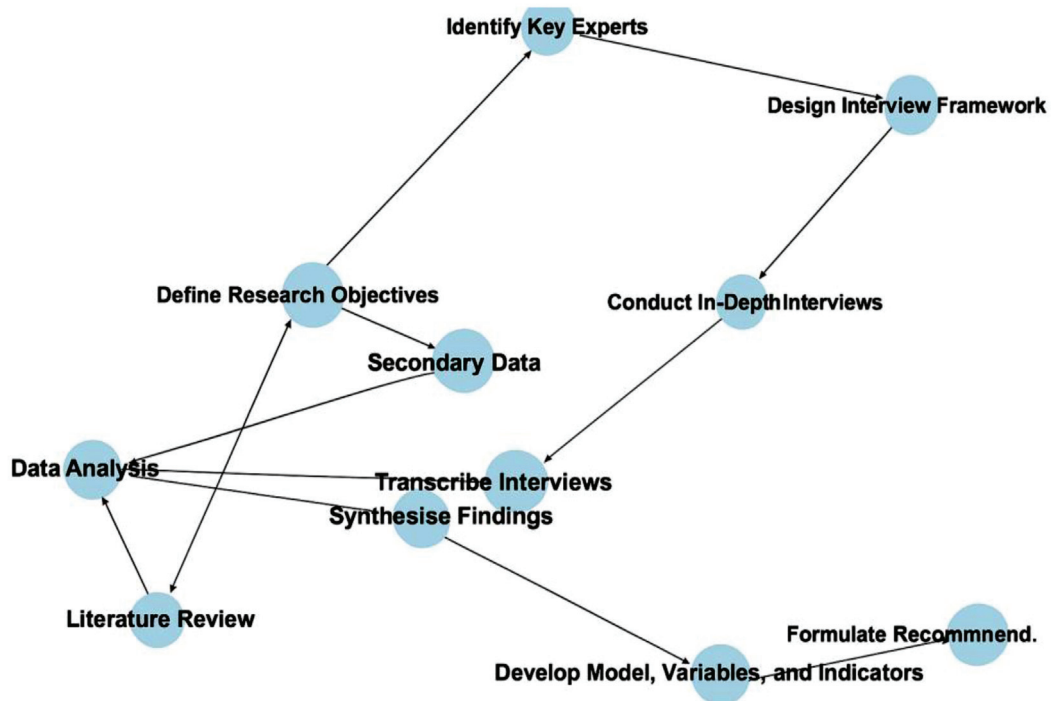 Identify Key Experts
Design Interview Framework
Define Research Objectives
Conduct In-DepthInterviews
Secondary Data
Data Analysis
Transcribe Interviews
Synthesise Findings
Literature Review
Formulate Recommnend.
Develop Model, Variables, and Indicators